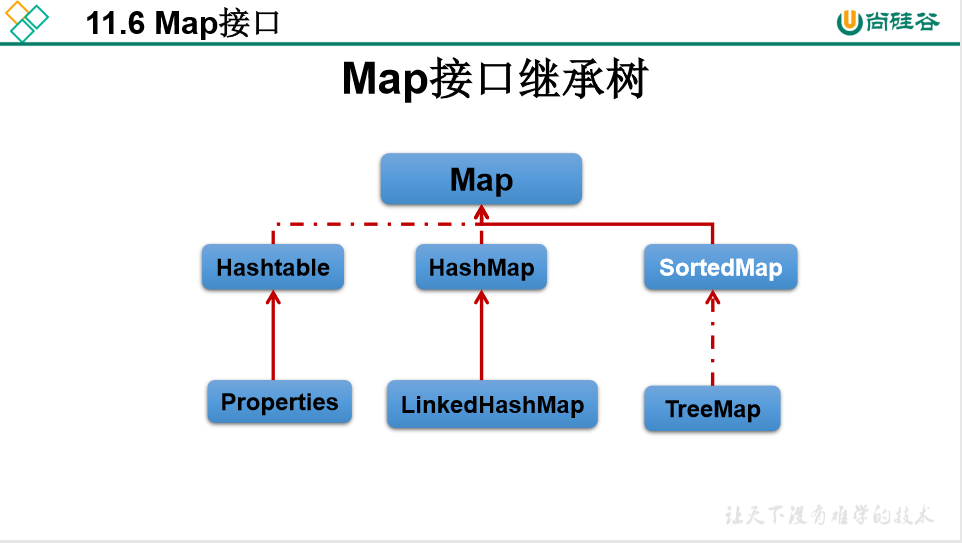 11.6 Map接口
尚硅谷
Map接口继承树
Map
Hashtable
HashMap
SortedMap
Properties
LinkedHashMap
TreeMap
让天下没有难学的技术